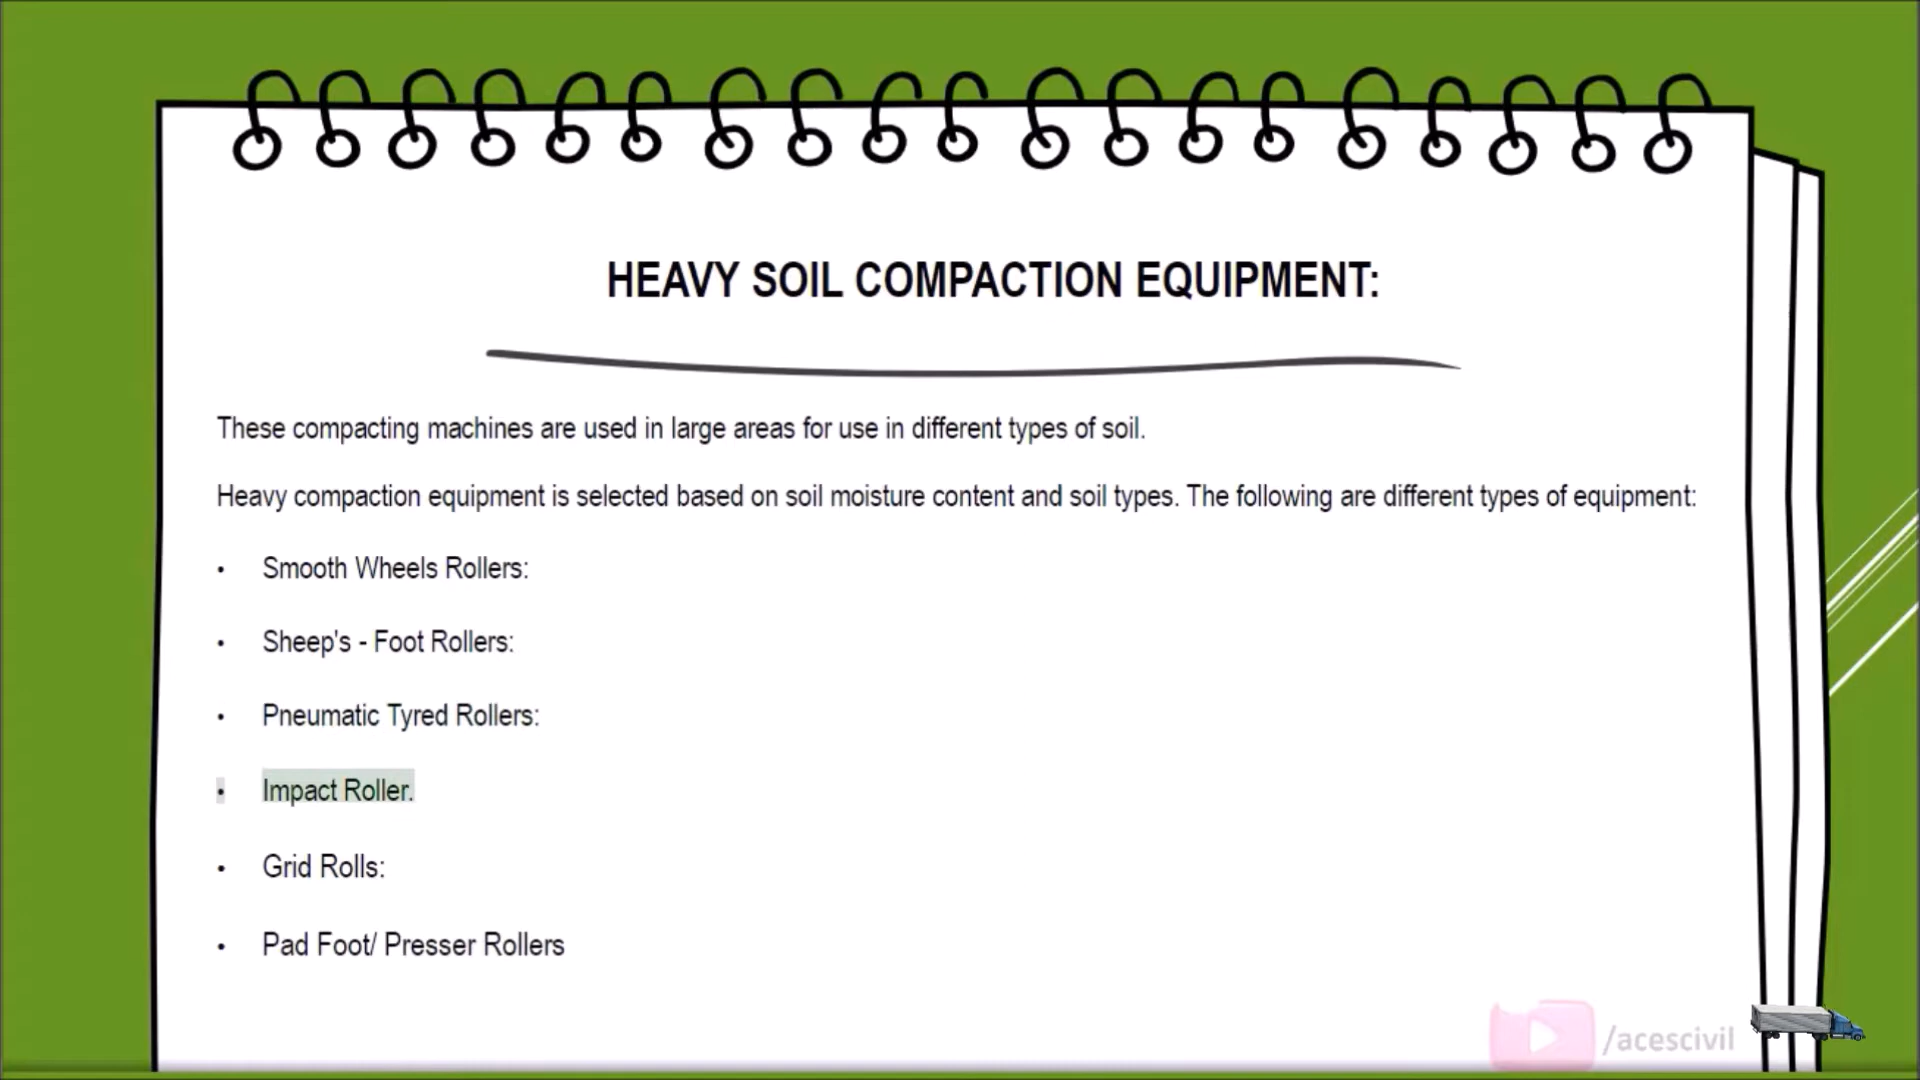 HEAVY SOIL COMPACTION EQUIPMENT:
These compacting machines are used in large areas for use in different types of soil.
Heavy compaction equipment is selected based on soil moisture content and soil types. The following are different types of equipment:
• Smooth Wheels Rollers:
• Sheep's - Foot Rollers:
• Pneumatic Tyred Rollers:
• Impact Roller.
• Grid Rolls:
• Pad Foot/ Presser Rollers
/acescivil